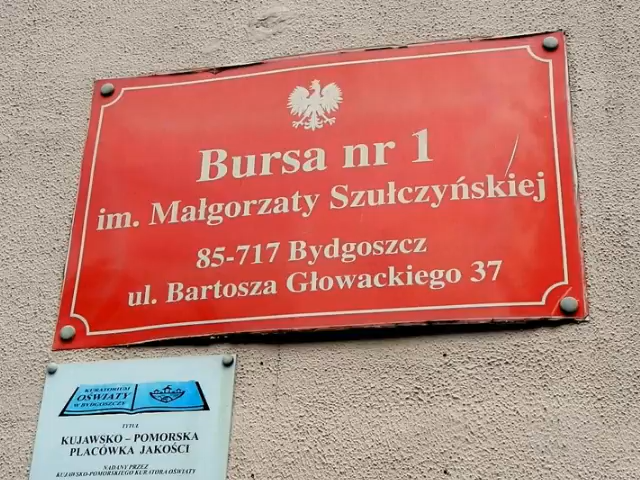 Bursa nr 1
im. Małgorzaty Szułczyńskiej
85-717 Bydgoszcz
ul. Bartosza Głowackiego 37
KURATORIUM
OŚWIATY
W BYDGOSZCZY
TYTUŁ
KUJAWSKO – POMORSKA
PLACÓWKA JAKOŚCI
NADANY PRZEZ
KUJAWSKO-POMORSKIEGO KURATORA OŚWIATY